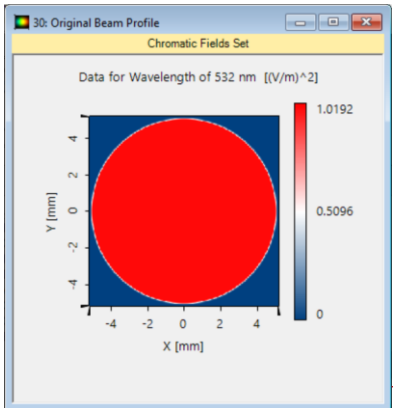 30: Original Beam Profile
Chromatic Fields Set
Data for Wavelength of 532 nm [(V/m)^2]
1.0192
0.5096
0
Y [mm]
4
2
0
-2
-4
-4 -2 0 2 4
X [mm]